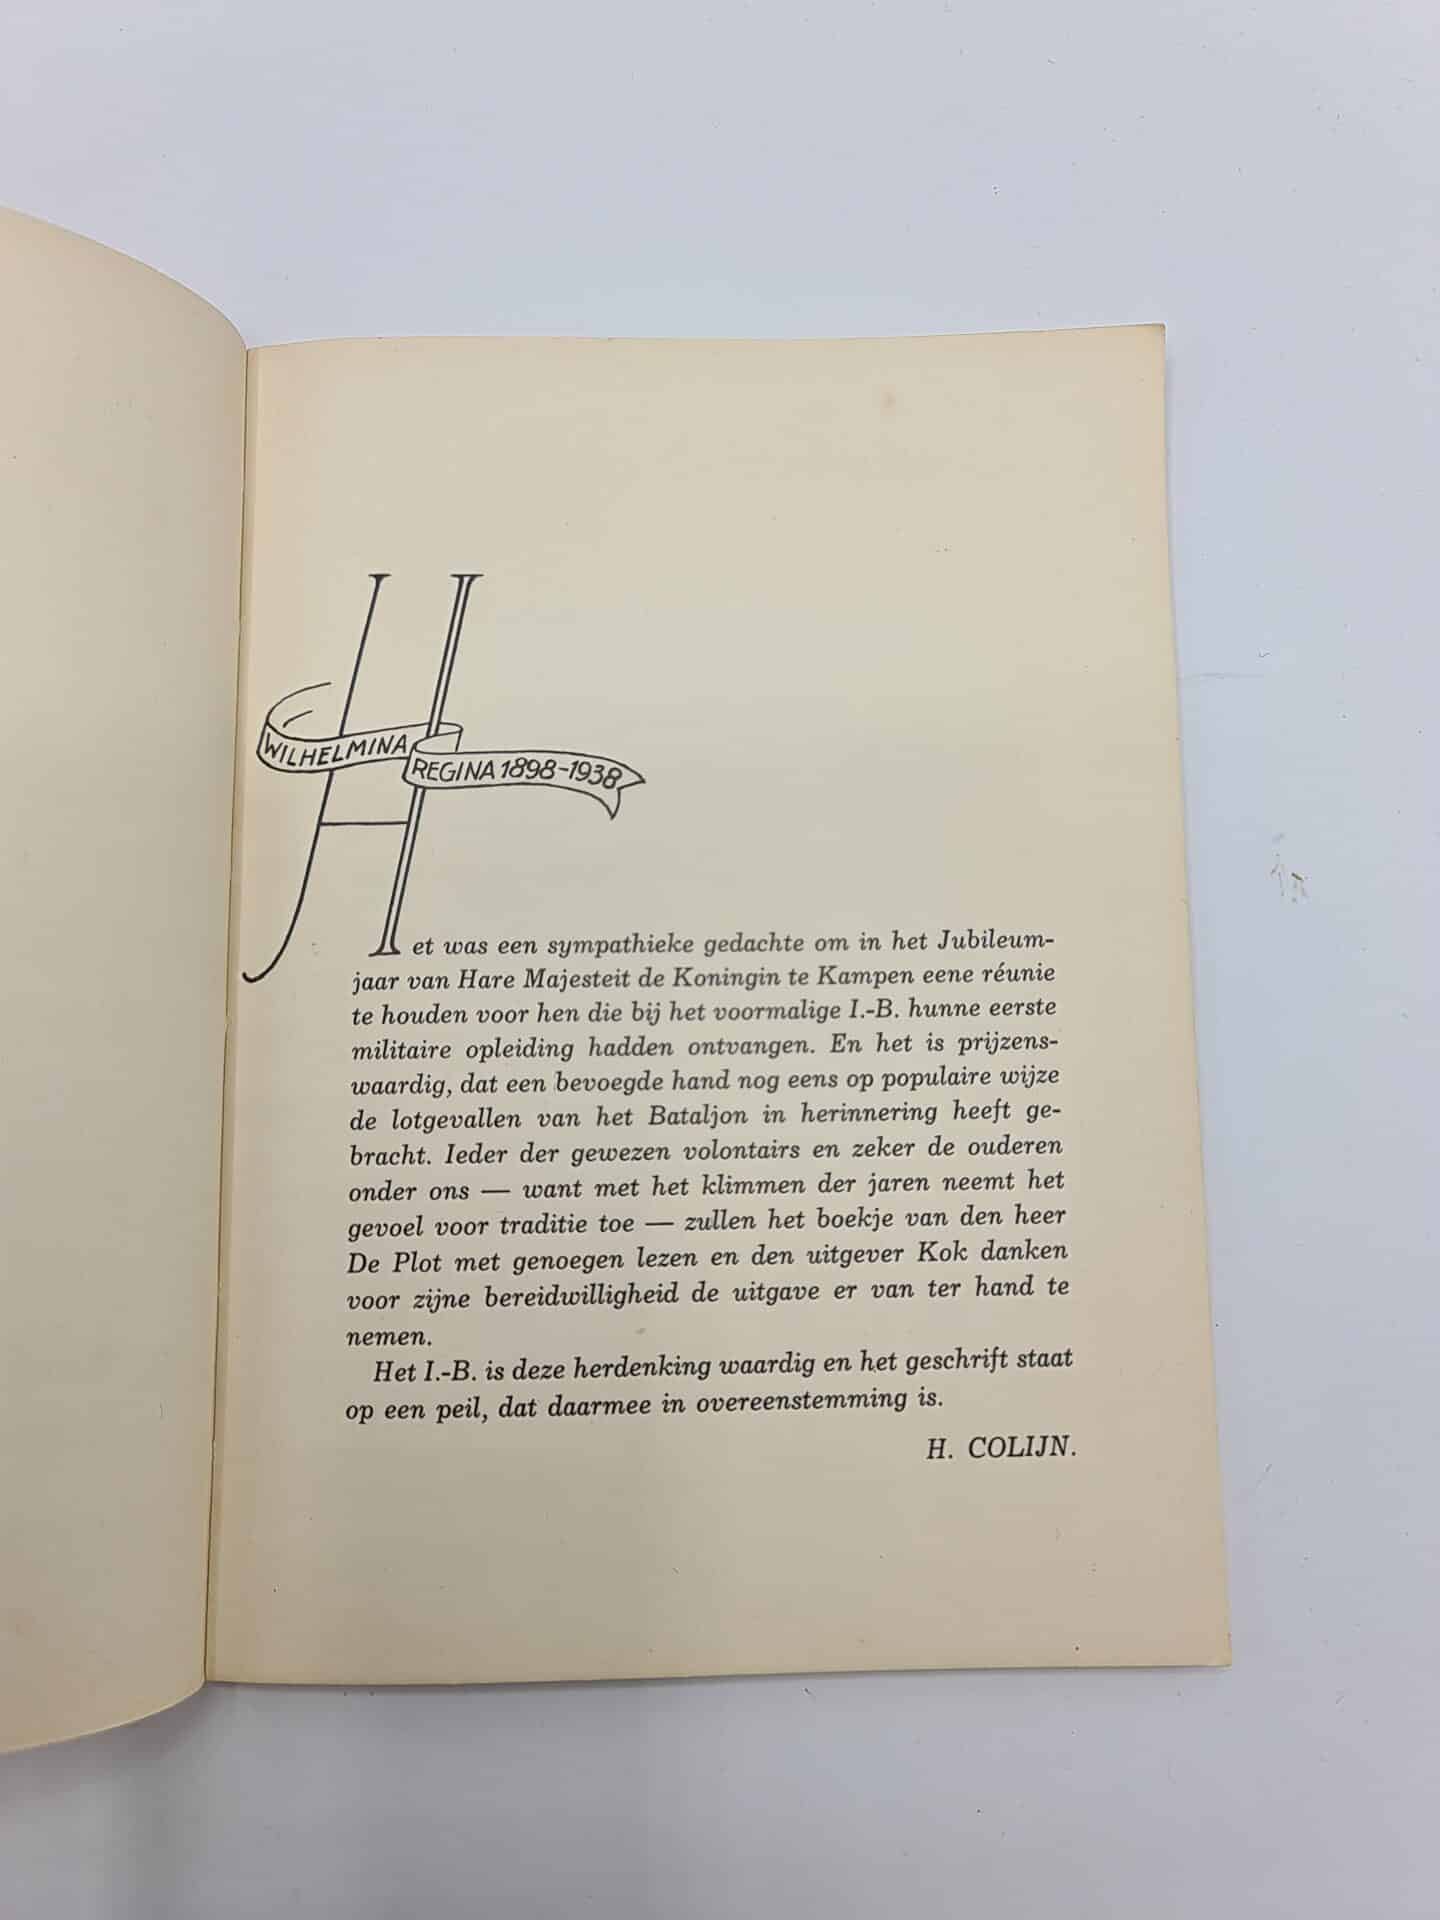 WILHELMINA
REGINA 1898-1938
Het was een sympathieke gedachte om in het Jubileum-
jaar van Hare Majesteit de Koningin te Kampen eene réunie
te houden voor hen die bij het voormalige I.-B. hunne eerste
militaire opleiding hadden ontvangen. En het is prijzens-
waardig, dat een bevoegde hand nog eens op populaire wijze
de lotgevallen van het Bataljon in herinnering heeft ge-
bracht. Ieder der gewezen volontairs en zeker de ouderen
onder ons — want met het klimmen der jaren neemt het
gevoel voor traditie toe — zullen het boekje van den heer
De Plot met genoegen lezen en den uitgever Kok danken
voor zijne bereidwilligheid de uitgave er van ter hand te
nemen.
Het I.-B. is deze herdenking waardig en het geschrift staat
op een peil, dat daarmee in overeenstemming is.
H. COLIJN.